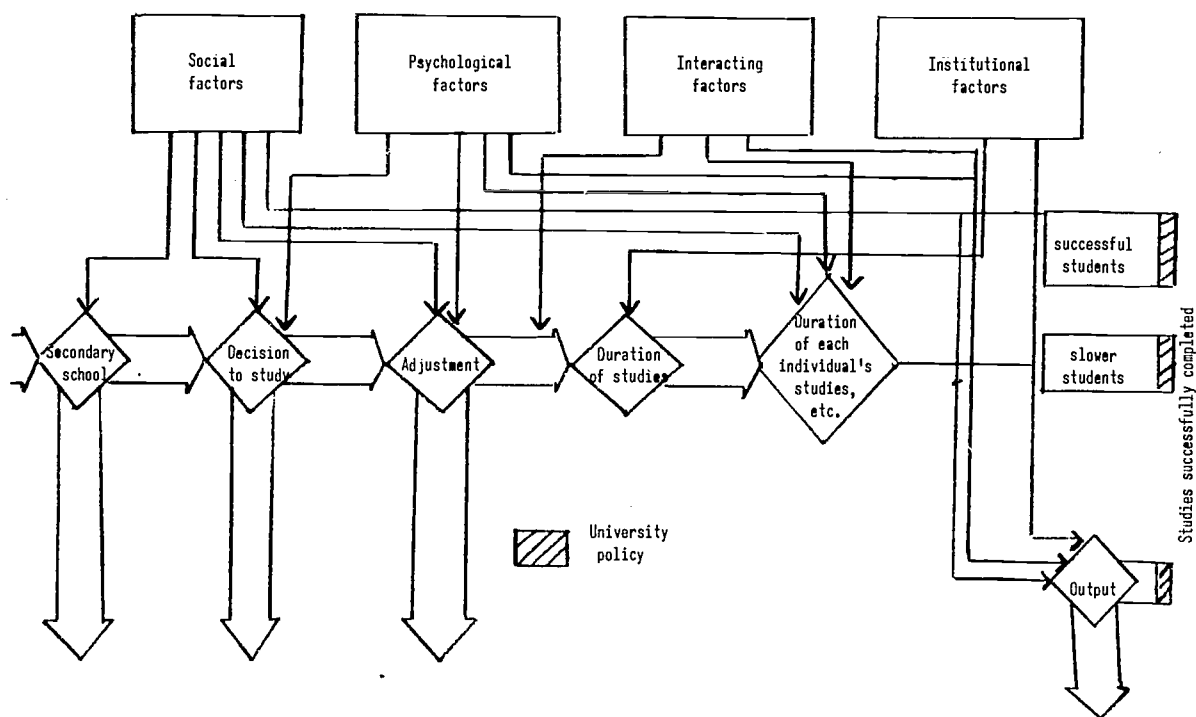 Social
factors
Psychological
factors
Interacting
factors
Institutional
factors
successful
students
Secondary
school
Decision
to study
Adjustment
Duration
of studies
Duration
of each
individual's
studies,
etc.
slower
students
Studies successfully completed
University
policy
Output